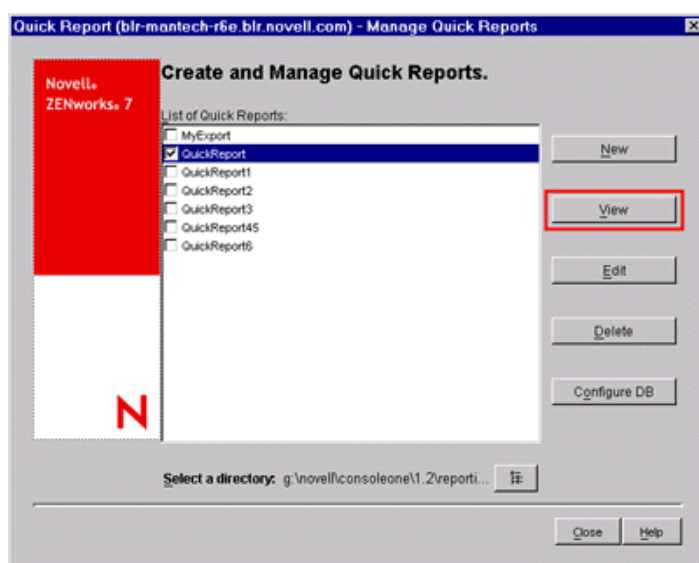 Quick Report (blr-mantech-r6e.blr.novell.com) - Manage Quick Reports
Novell®
ZENworks® 7
Create and Manage Quick Reports.
List of Quick Reports:
MyExport
QuickReport
QuickReport1
QuickReport2
QuickReport3
QuickReport45
QuickReport6
New
View
Edit
Delete
Configure DB
N
Select a directory: g:\novell\consoleone\1.2\reporti...
Close
Help